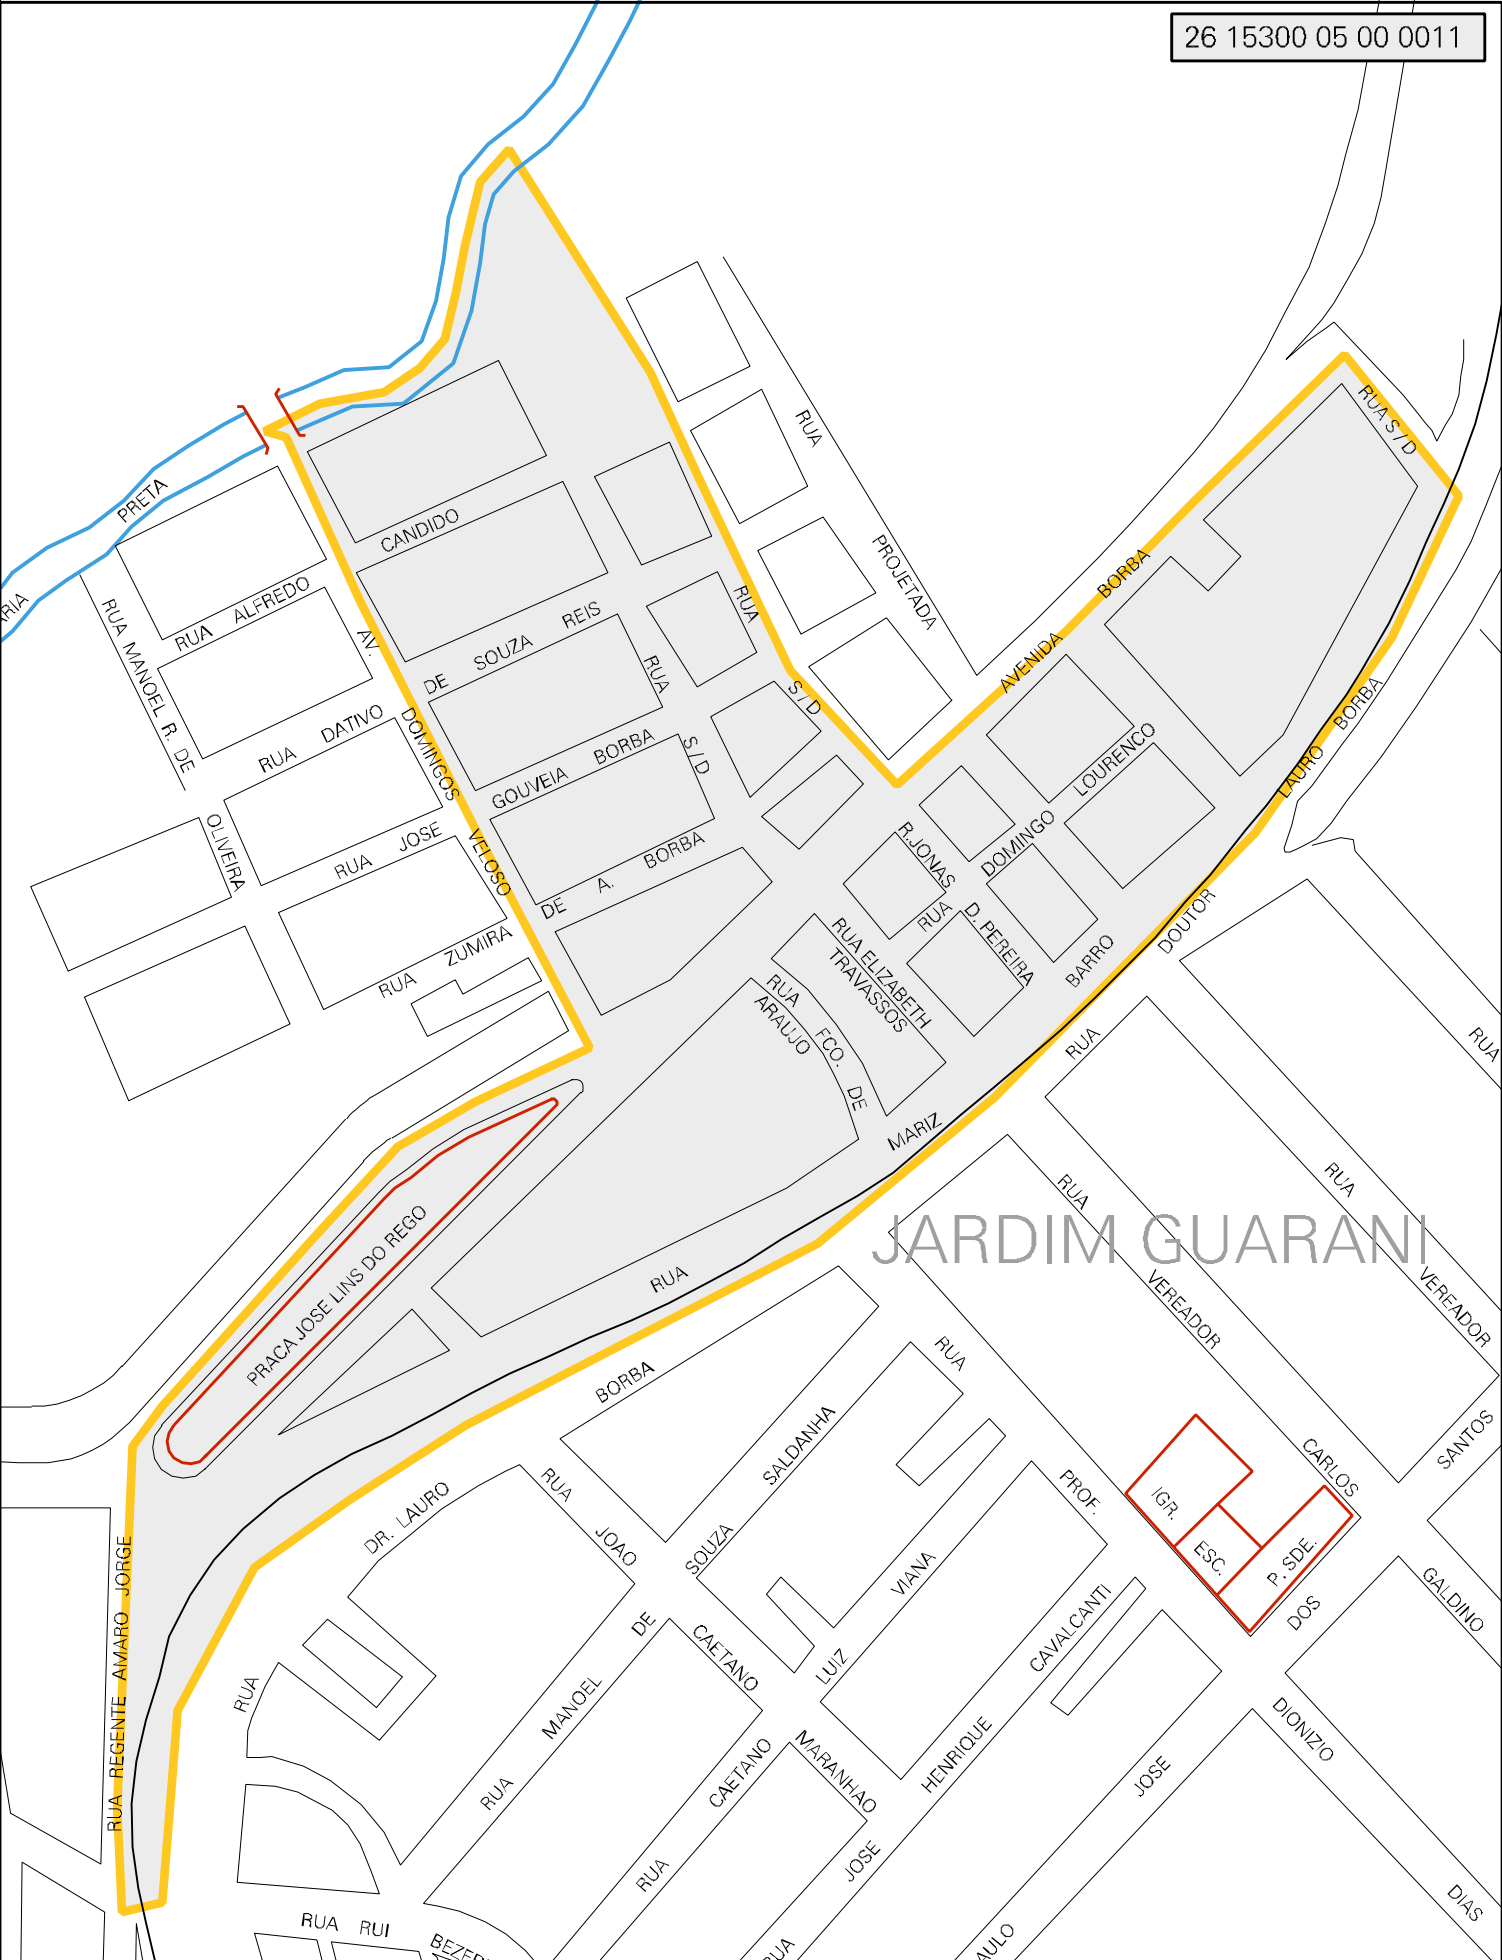 26 15300 05 00 0011
PRETA
RUA MANOEL R. DE OLIVEIRA
RUA ALFREDO
CANDIDO
RUA DATIVO
DE SOUZA REIS
RUA JOSE
GOUVEIA BORBA
RUA ZUMIRA
DE A. BORBA
AV. DOMINGOS VELOSO
RUA S/D
RUA S/D
RUA PROJETADA
AVENIDA BORBA
RUA S/D
LAURO BORBA
DOUTOR
BARRO
MARIZ
RUA
R.JONAS
D. PEREIRA
RUA DOMINGO LOURENCO
RUA ELIZABETH
TRAVASSOS
RUA FCO. DE
ARAUJO
PRACA JOSE LINS DO REGO
JARDIM GUARANI
RUA
RUA
RUA VEREADOR
RUA VEREADOR CARLOS
RUA PROF.
BORBA
DR. LAURO
RUA
SALDANHA
SOUZA
DE
MANOEL
RUA
RUA JOAO
CAETANO
MARANHAO
VIANA
LUIZ
CAETANO
RUA
CAVALCANTI
HENRIQUE
JOSE
IGR.
ESC.
P. SDE.
SANTOS
DOS
GALDINO
DIONIZIO
DIAS
JOSE
RUA REGENTE AMARO JORGE
RUA RUI